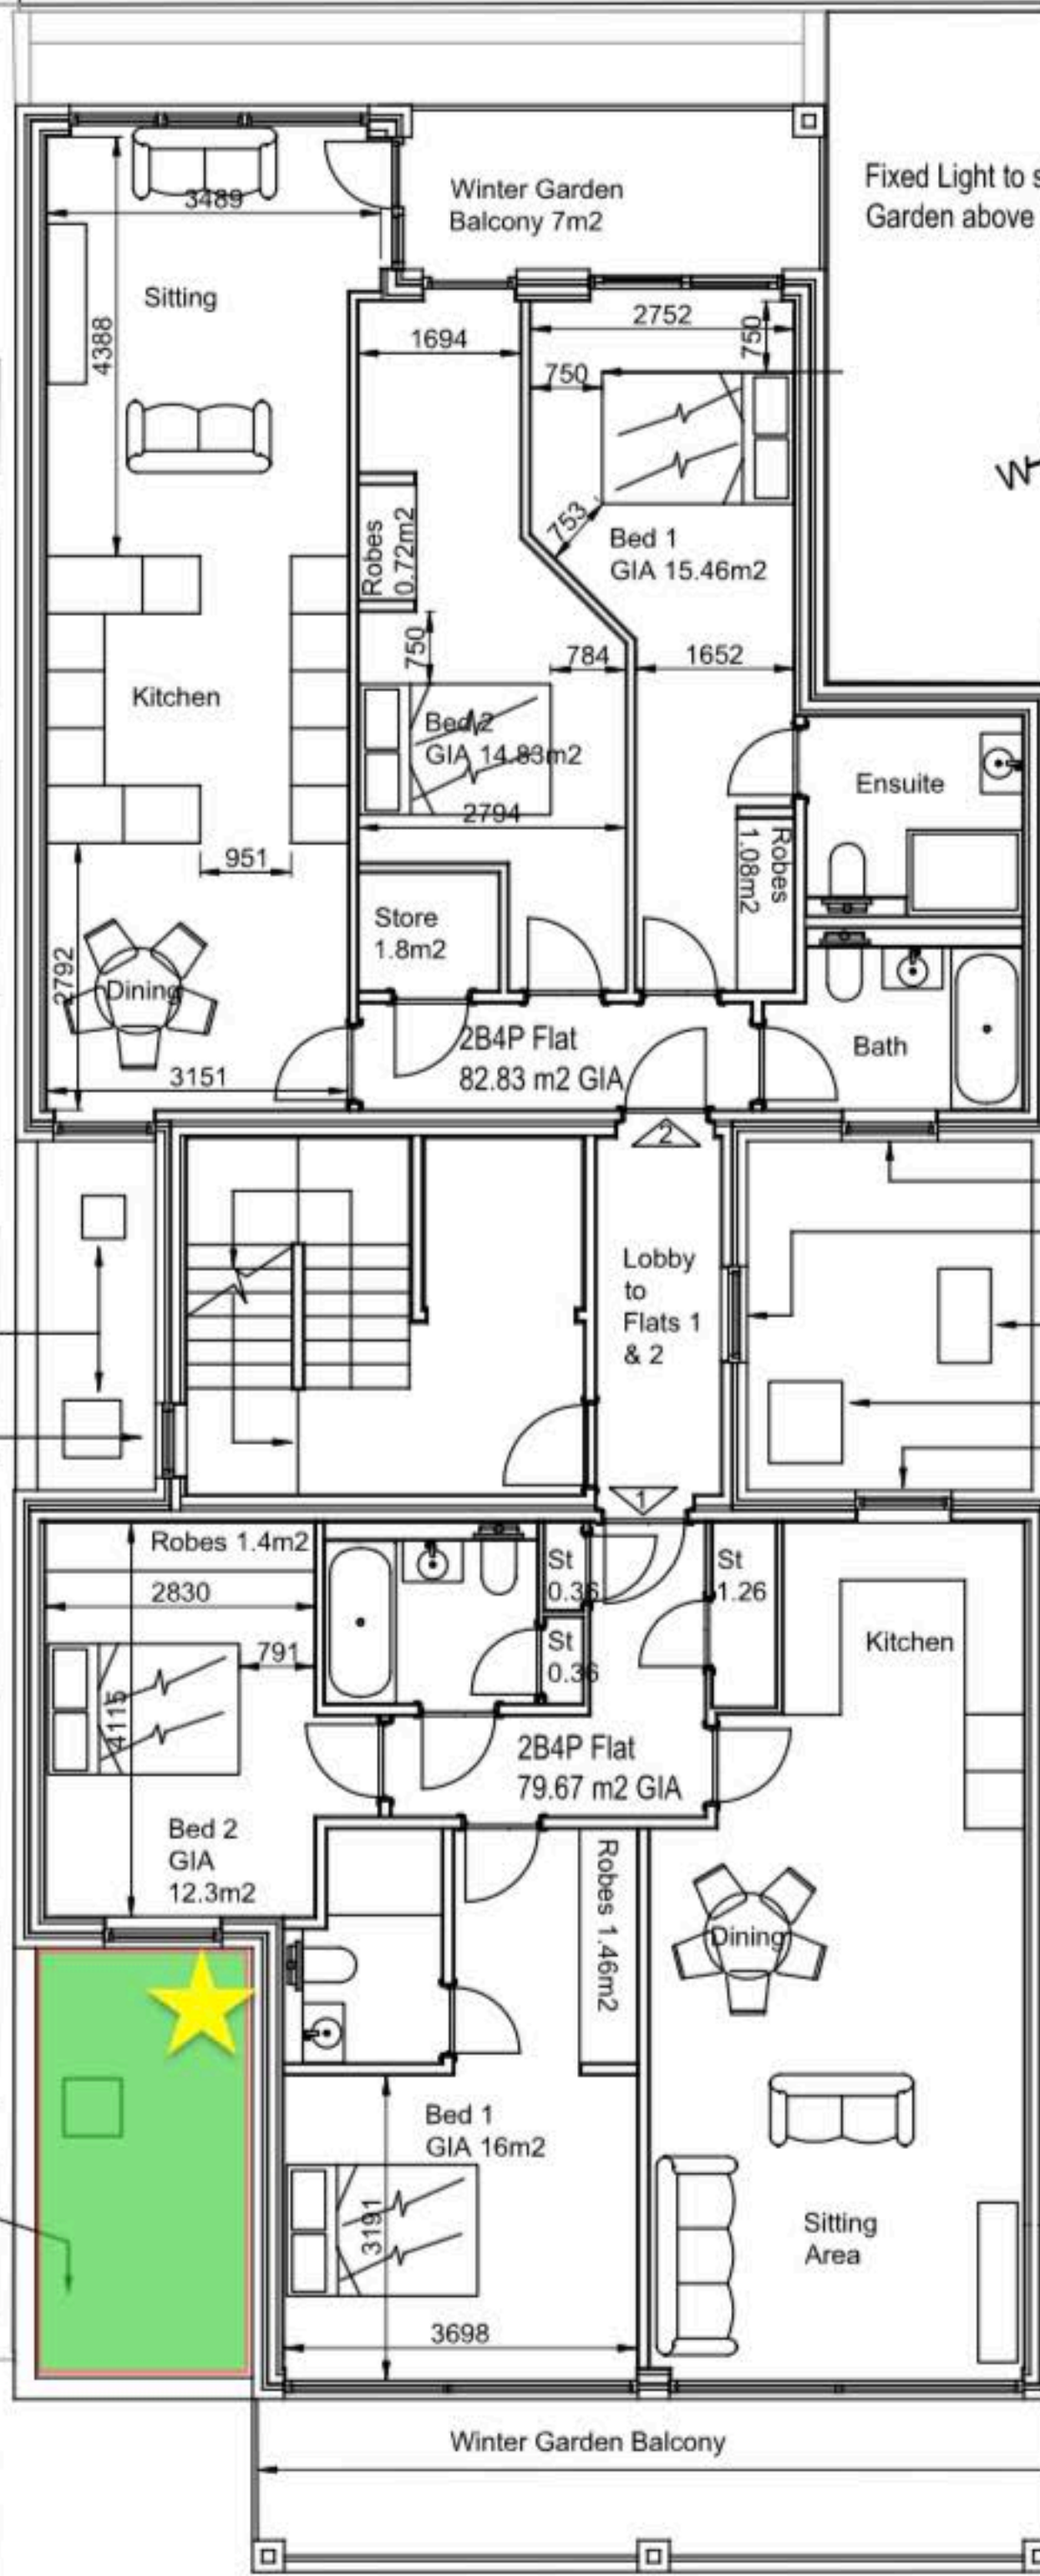 Winter Garden
Balcony 7m2
Fixed Light to s
Garden above
3489
Sitting
4388
1694
2752
750
750
W
Robes
0.72m2
753
Bed 1
GIA 15.46m2
750
784
1652
Kitchen
Bed 2
GIA 14.83m2
2794
Ensuite
951
Robes
1.08m2
Store
1.8m2
2792
Dining
2B4P Flat
82.83 m2 GIA
Bath
3151
2
Lobby
to
Flats 1
& 2
1
Robes 1.4m2
2830
791
4115
St
0.36
St
0.36
St
1.26
Kitchen
2B4P Flat
79.67 m2 GIA
Bed 2
GIA
12.3m2
Robes 1.46m2
Dining
Bed 1
GIA 16m2
3191
Sitting
Area
3698
Winter Garden Balcony